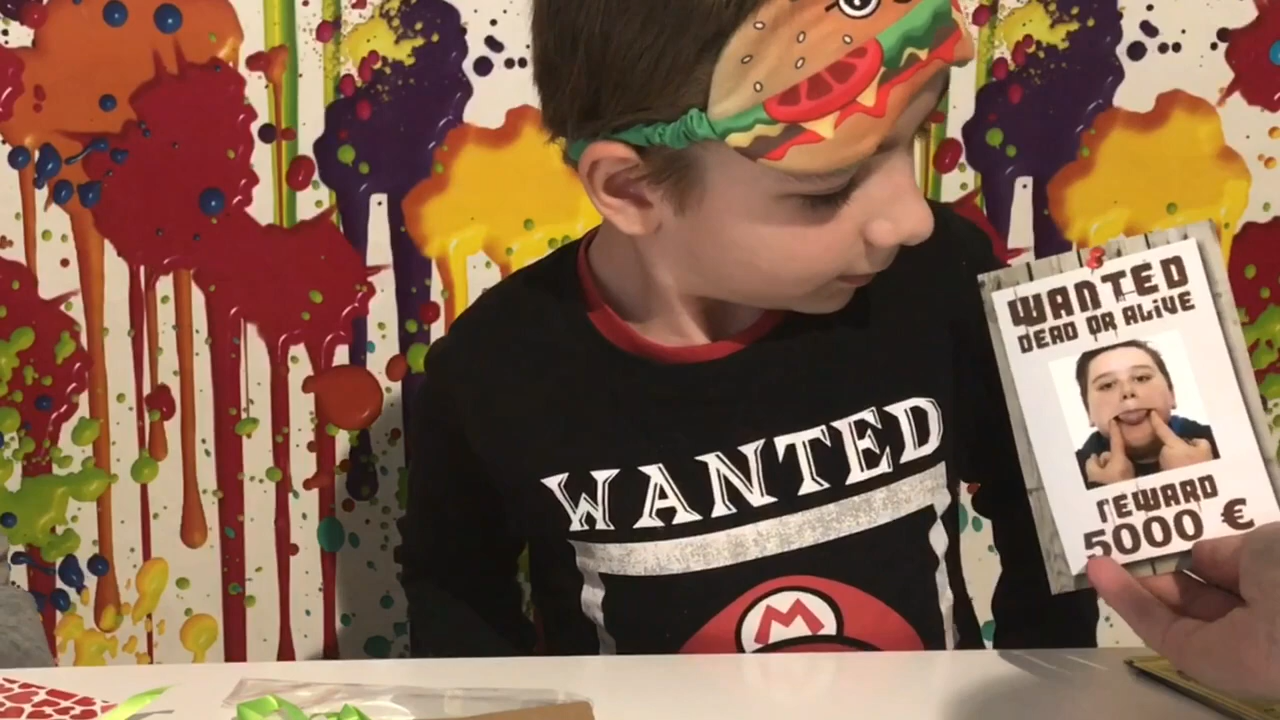 WANTED
M
WANTED
DEAD OR ALIVE
REWARD
5000 €